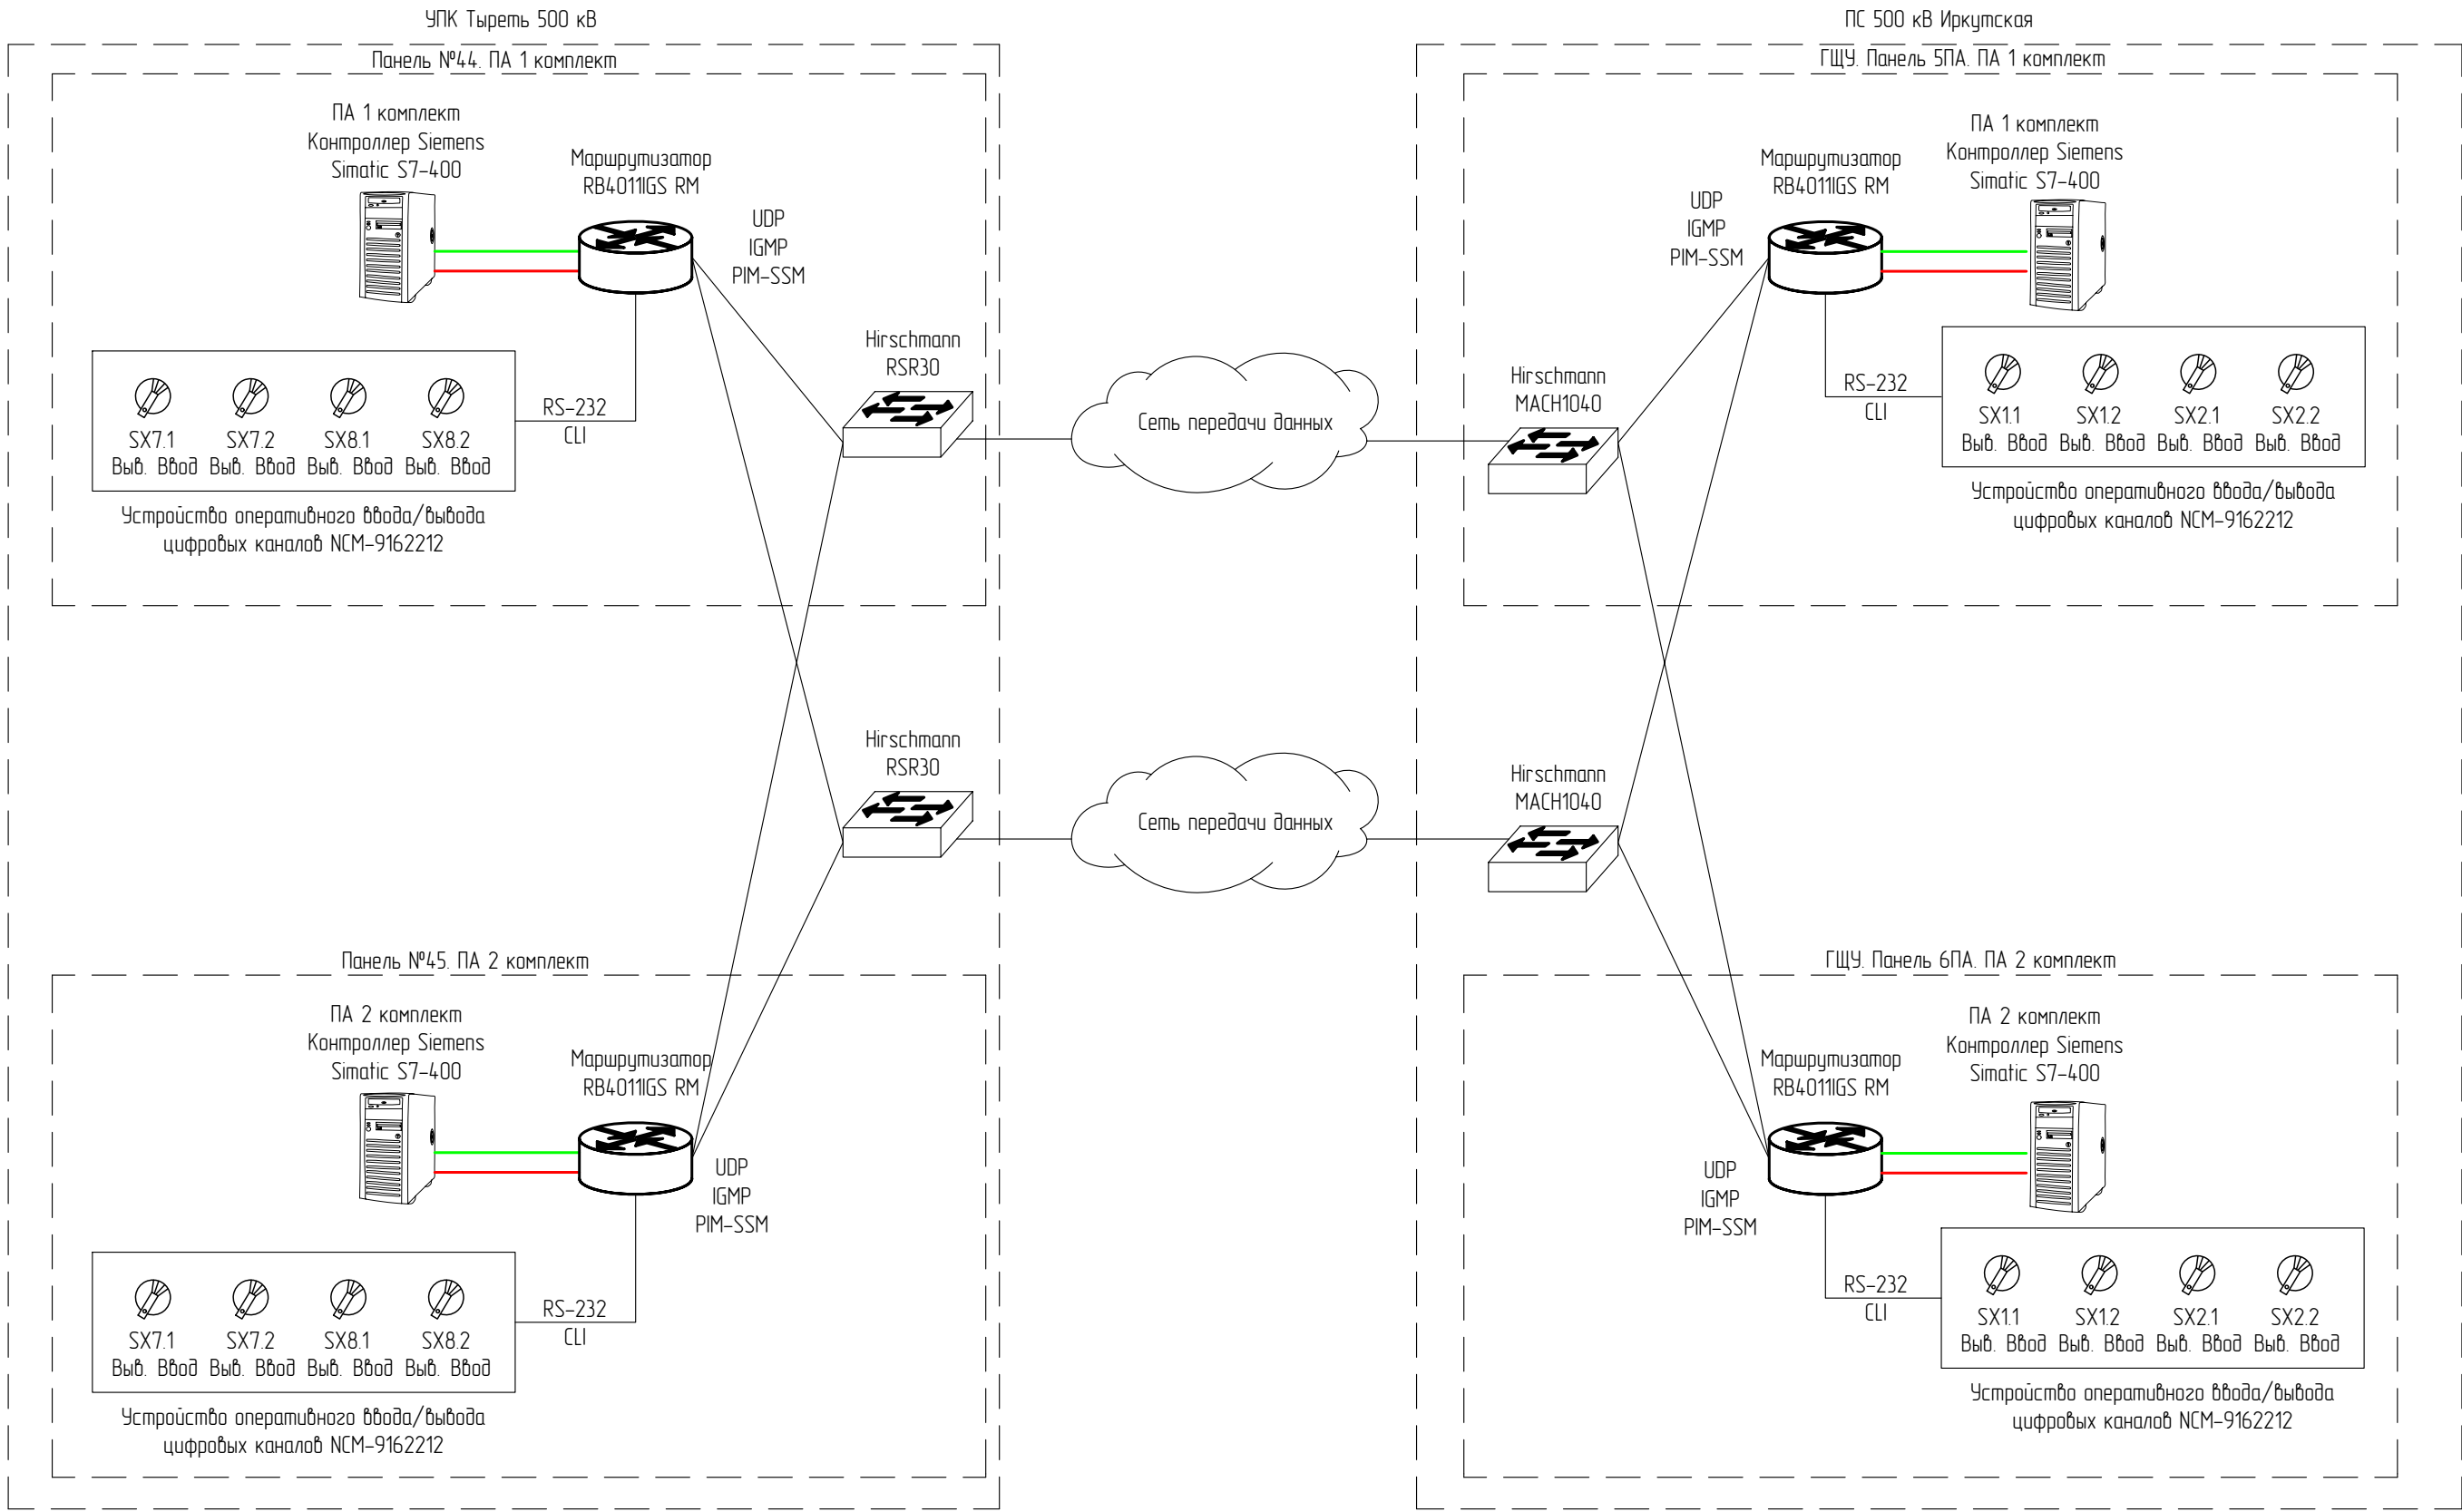 УПК Тыреть 500 кВ
Панель №44. ПА 1 комплект
ПА 1 комплект
Контроллер Siemens
Simatic S7-400
Маршрутизатор
RB4011IGS RM
UDP
IGMP
PIM-SSM
Hirschmann
RSR30
RS-232
CLI
SX7.1 SX7.2 SX8.1 SX8.2
Выв. Ввод Выв. Ввод Выв. Ввод Выв. Ввод
Устройство оперативного ввода/вывода
цифровых каналов NCM-9162212
Сеть передачи данных
ПС 500 кВ Иркутская
ГЩУ. Панель 5ПА. ПА 1 комплект
ПА 1 комплект
Контроллер Siemens
Simatic S7-400
Маршрутизатор
RB4011IGS RM
UDP
IGMP
PIM-SSM
Hirschmann
MACH1040
RS-232
CLI
SX1.1 SX1.2 SX2.1 SX2.2
Выв. Ввод Выв. Ввод Выв. Ввод Выв. Ввод
Устройство оперативного ввода/вывода
цифровых каналов NCM-9162212
Hirschmann
RSR30
Сеть передачи данных
Hirschmann
MACH1040
Панель №45. ПА 2 комплект
ПА 2 комплект
Контроллер Siemens
Simatic S7-400
Маршрутизатор
RB4011IGS RM
UDP
IGMP
PIM-SSM
RS-232
CLI
SX7.1 SX7.2 SX8.1 SX8.2
Выв. Ввод Выв. Ввод Выв. Ввод Выв. Ввод
Устройство оперативного ввода/вывода
цифровых каналов NCM-9162212
ГЩУ. Панель 6ПА. ПА 2 комплект
ПА 2 комплект
Контроллер Siemens
Simatic S7-400
Маршрутизатор
RB4011IGS RM
UDP
IGMP
PIM-SSM
RS-232
CLI
SX1.1 SX1.2 SX2.1 SX2.2
Выв. Ввод Выв. Ввод Выв. Ввод Выв. Ввод
Устройство оперативного ввода/вывода
цифровых каналов NCM-9162212